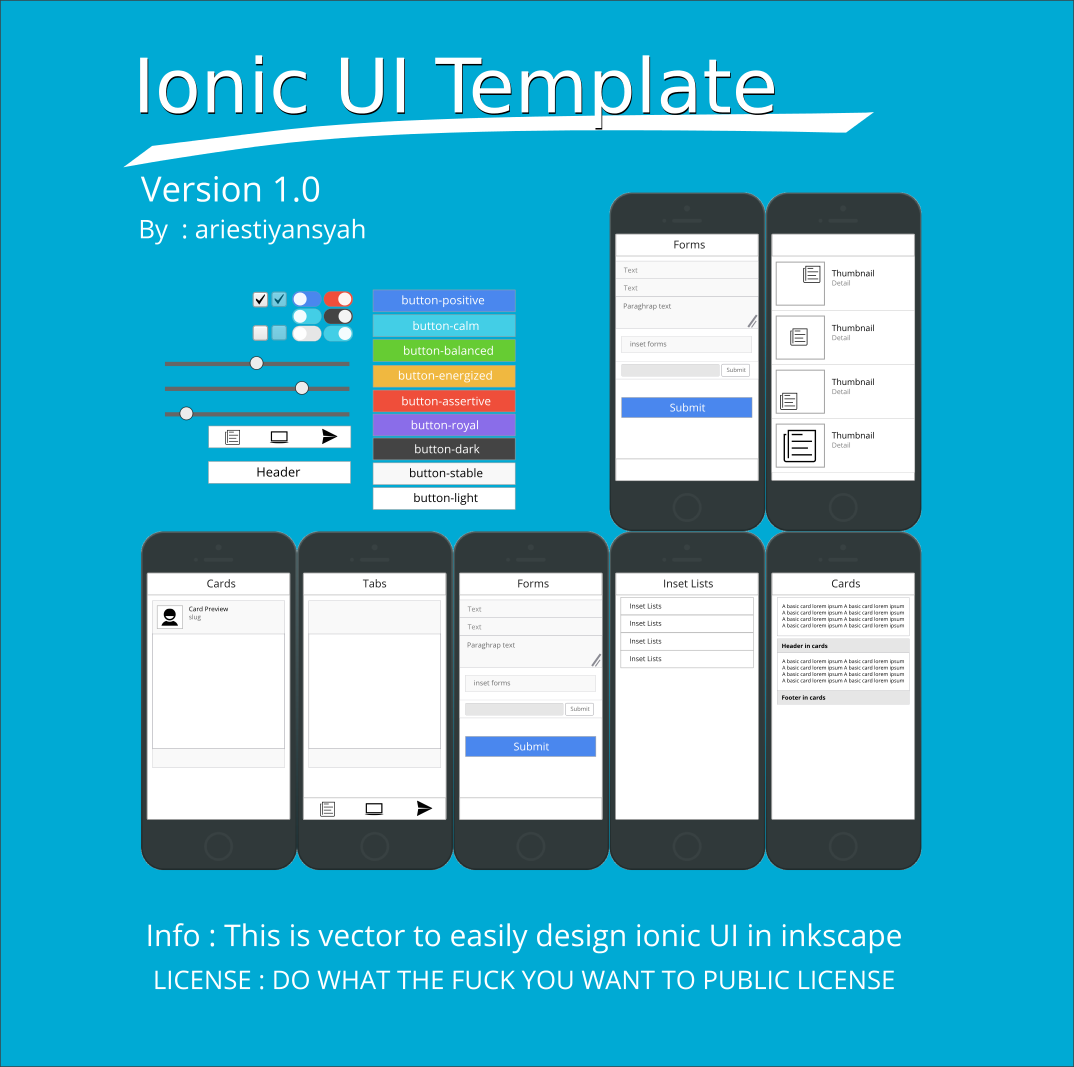 Ionic UI Template
Version 1.0
By : ariestiyansyah
button-positive
button-calm
button-balanced
button-energized
button-assertive
button-royal
button-dark
button-stable
button-light
Header
Forms
Text
Text
Paraghrap text
inset forms
Submit
Submit
Thumbnail
Detail
Thumbnail
Detail
Thumbnail
Detail
Thumbnail
Detail
Cards
Card Preview
slug
Tabs
Forms
Text
Text
Paraghrap text
inset forms
Submit
Submit
Inset Lists
Inset Lists
Inset Lists
Inset Lists
Inset Lists
Cards
A basic card lorem ipsum A basic card lorem ipsum
A basic card lorem ipsum A basic card lorem ipsum
A basic card lorem ipsum A basic card lorem ipsum
A basic card lorem ipsum A basic card lorem ipsum
Header in cards
A basic card lorem ipsum A basic card lorem ipsum
A basic card lorem ipsum A basic card lorem ipsum
A basic card lorem ipsum A basic card lorem ipsum
A basic card lorem ipsum A basic card lorem ipsum
Footer in cards
Info : This is vector to easily design ionic UI in inkscape
LICENSE : DO WHAT THE FUCK YOU WANT TO PUBLIC LICENSE